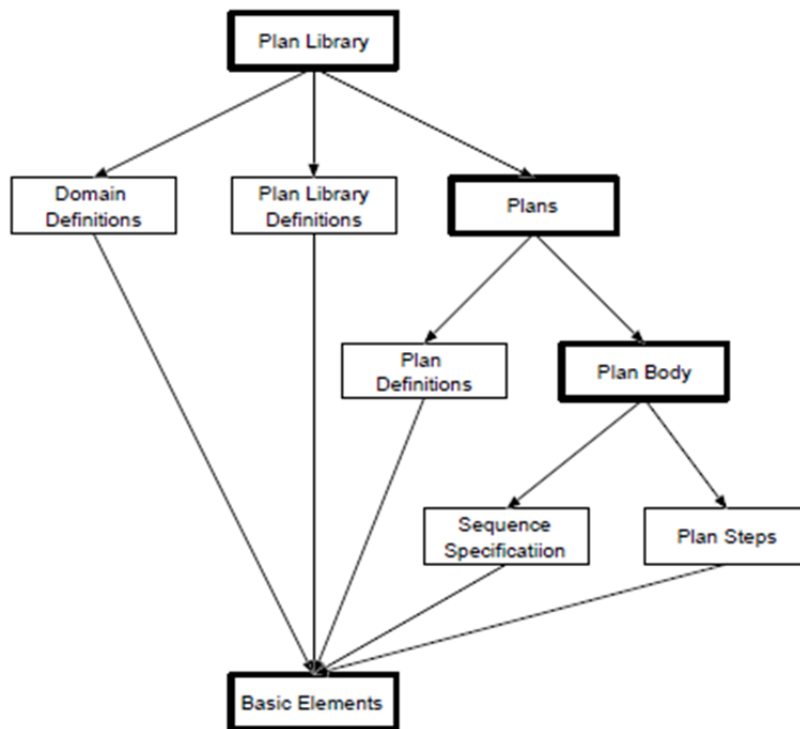 Plan Library
Domain
Definitions
Plan Library
Definitions
Plans
Plan
Definitions
Plan Body
Sequence
Specificatiion
Plan Steps
Basic Elements